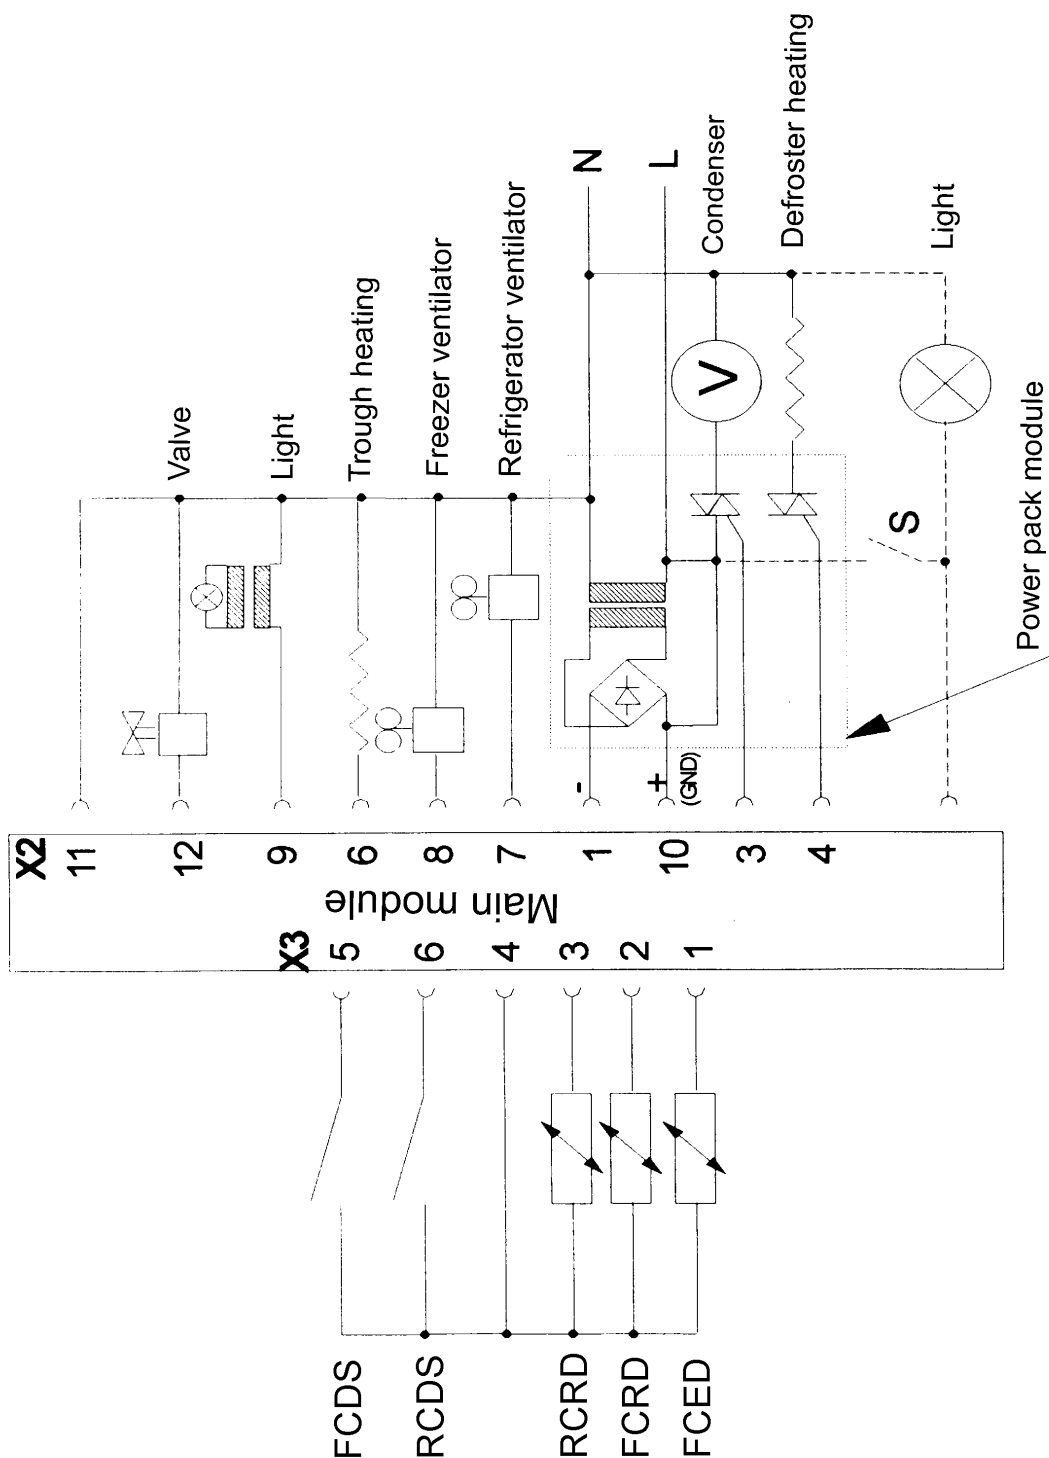 Valve
Light
Trough heating
Freezer ventilator
Refrigerator ventilator
N
L
Condenser
Defroster heating
Light
V
S
Power pack module
-
+
(GND)
X2
11
12
9
6
8
7
1
10
3
4
Main module
X3
5
6
4
3
2
1
FCDS
RCDS
RCRD
FCRD
FCED